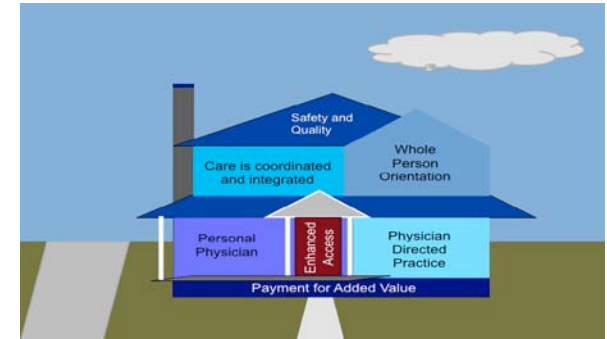 Safety and
Quality
Whole
Person
Orientation
Care is coordinated
and integrated
Personal
Physician
Enhanced
Access
Physician
Directed
Practice
Payment for Added Value